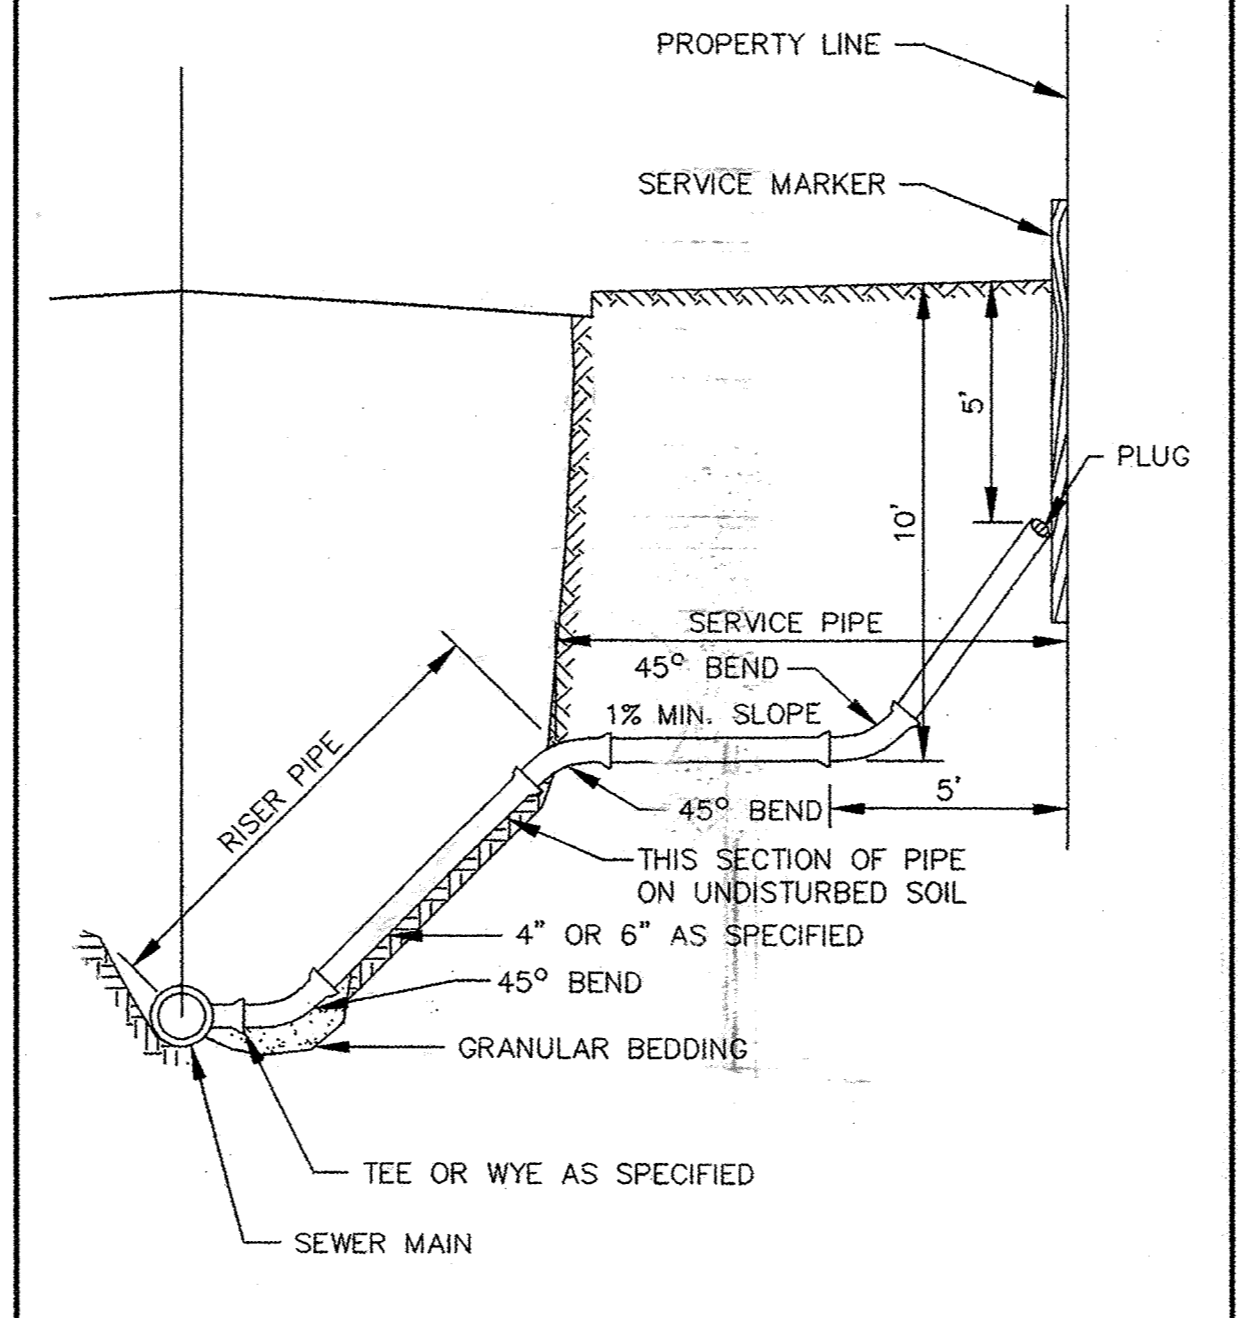 PROPERTY LINE
SERVICE MARKER
5'
PLUG
10'
SERVICE PIPE
45° BEND
1% MIN. SLOPE
RISER PIPE
5'
45° BEND
THIS SECTION OF PIPE
ON UNDISTURBED SOIL
4" OR 6" AS SPECIFIED
45° BEND
GRANULAR BEDDING
TEE OR WYE AS SPECIFIED
SEWER MAIN